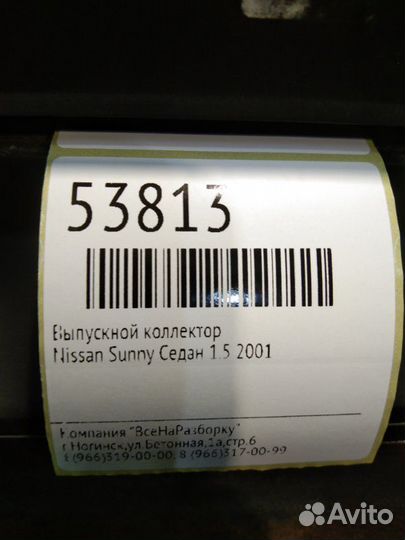 53813
Выпускной коллектор
Nissan Sunny Седан 1.5 2001
Компания "ВсеНаРазборку"
г.Ногинск,ул.Бетонная,1а,стр.6
8 (966)319-00-00, 8 (966)317-00-99
Avito